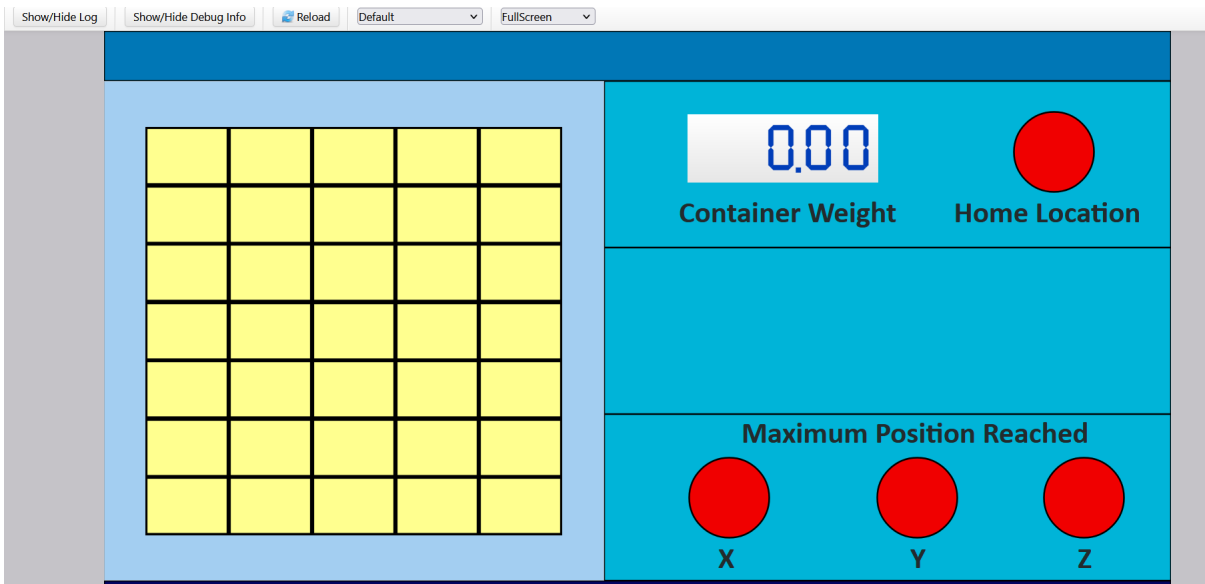 Show/Hide Log Show/Hide Debug Info Reload Default FullScreen
0.00
Container Weight Home Location
Maximum Position Reached
X Y Z